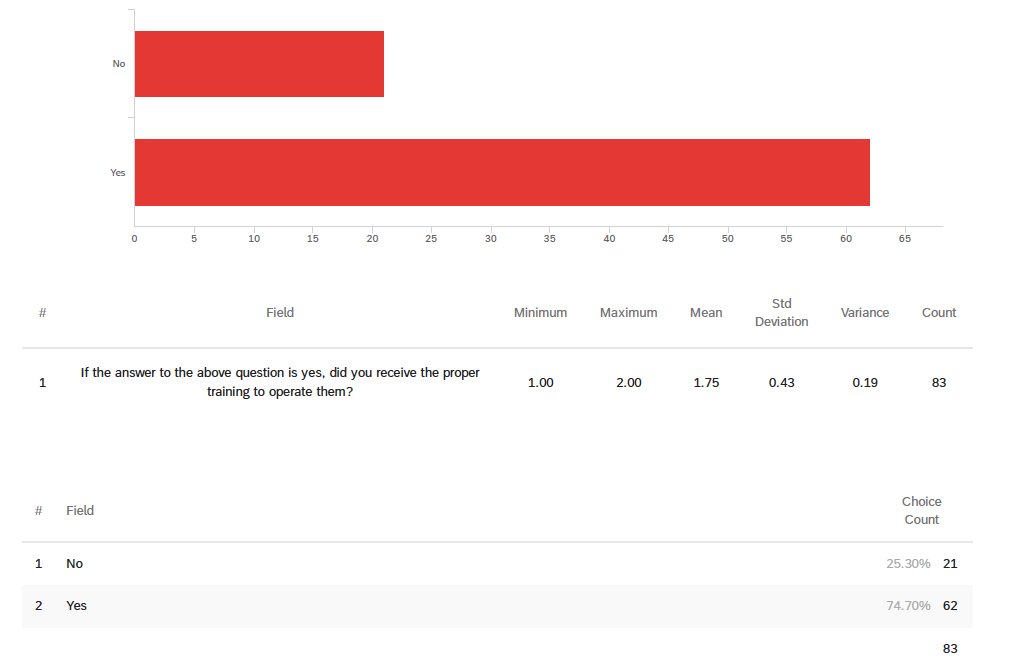 No
Yes
0 5 10 15 20 25 30 35 40 45 50 55 60 65
# Field Minimum Maximum Mean Std Deviation Variance Count
1 If the answer to the above question is yes, did you receive the proper
training to operate them? 1.00 2.00 1.75 0.43 0.19 83
# Field Choice Count
1 No 25.30% 21
2 Yes 74.70% 62
83